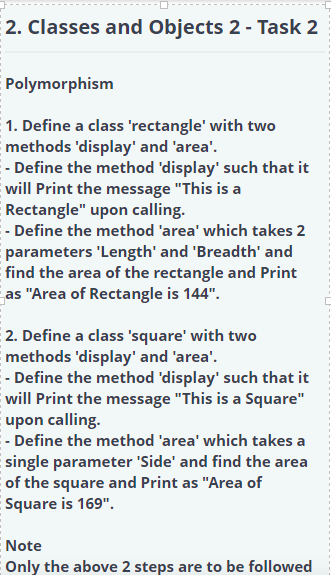 2. Classes and Objects 2 - Task 2
Polymorphism
1. Define a class 'rectangle' with two
methods 'display' and 'area'.
- Define the method 'display' such that it
will Print the message "This is a
Rectangle" upon calling.
- Define the method 'area' which takes 2
parameters 'Length' and 'Breadth' and
find the area of the rectangle and Print
as "Area of Rectangle is 144".
2. Define a class 'square' with two
methods 'display' and 'area'.
- Define the method 'display' such that it
will Print the message "This is a Square"
upon calling.
- Define the method 'area' which takes a
single parameter 'Side' and find the area
of the square and Print as "Area of
Square is 169".
Note
Only the above 2 steps are to be followed